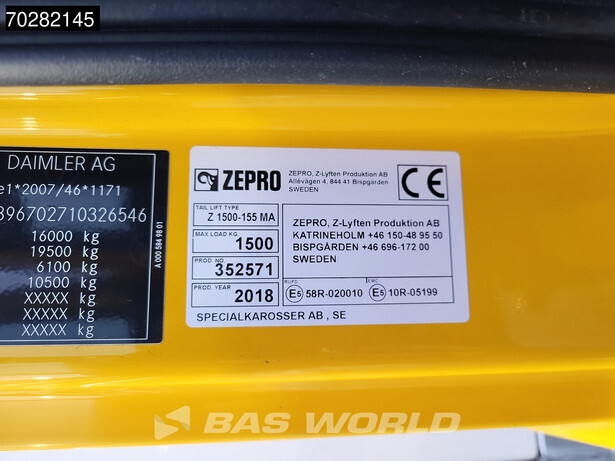 70282145
DAIMLER AG
e1*2007/46*1171
396702710326546
16000 kg
19500 kg
6100 kg
10500 kg
XXXXX kg
XXXXX kg
XXXXX kg
A 000 584 98 01
ZEPRO
ZEPRO, Z-Lyften Produktion AB
Allévägen 4, 844 41 Bispgården
SWEDEN
CE
TAIL LIFT TYPE
Z 1500-155 MA
MAX LOAD KG.
1500
PROD. NO.
352571
PROD. YEAR
2018
ZEPRO, Z-Lyften Produktion AB
KATRINEHOLM +46 150-48 95 50
BISPGÅRDEN +46 696-172 00
SWEDEN
RUPD
E5 58R-020010
EMC
E5 10R-05199
SPECIALKAROSSER AB , SE
BAS WORLD